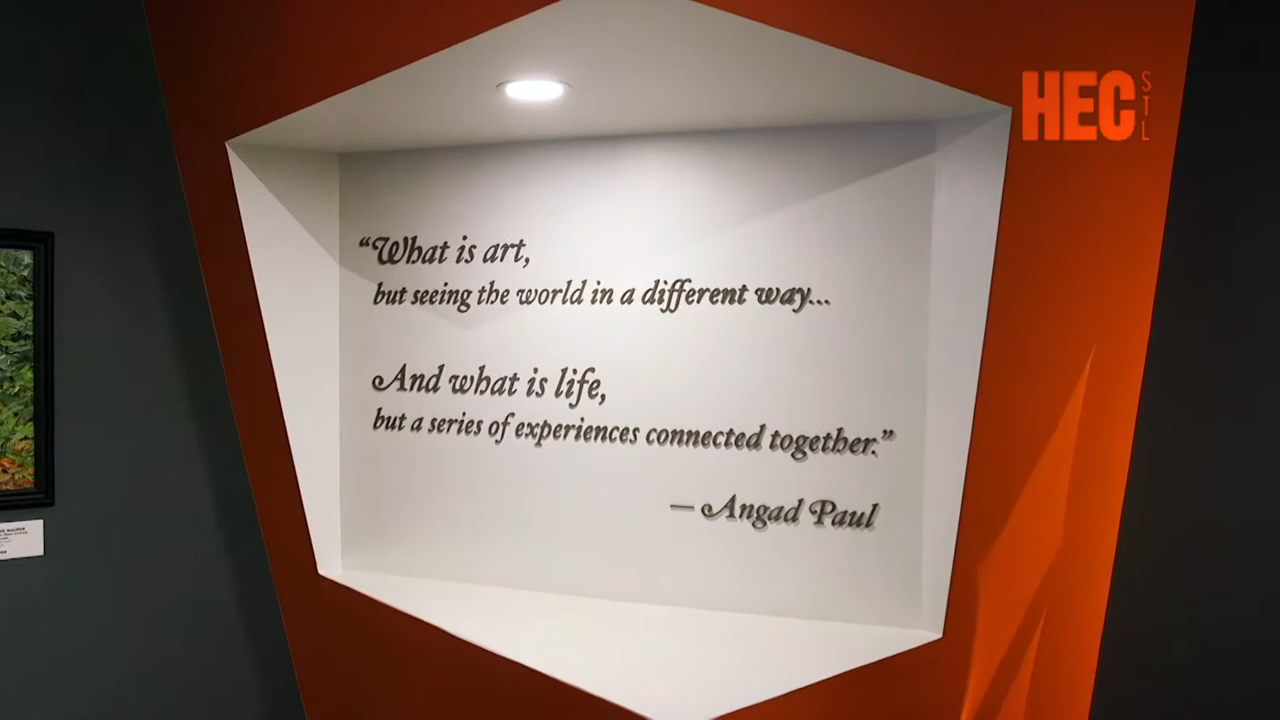 HEC
STL
“What is art,
but seeing the world in a different way...
And what is life,
but a series of experiences connected together.”
— Angad Paul